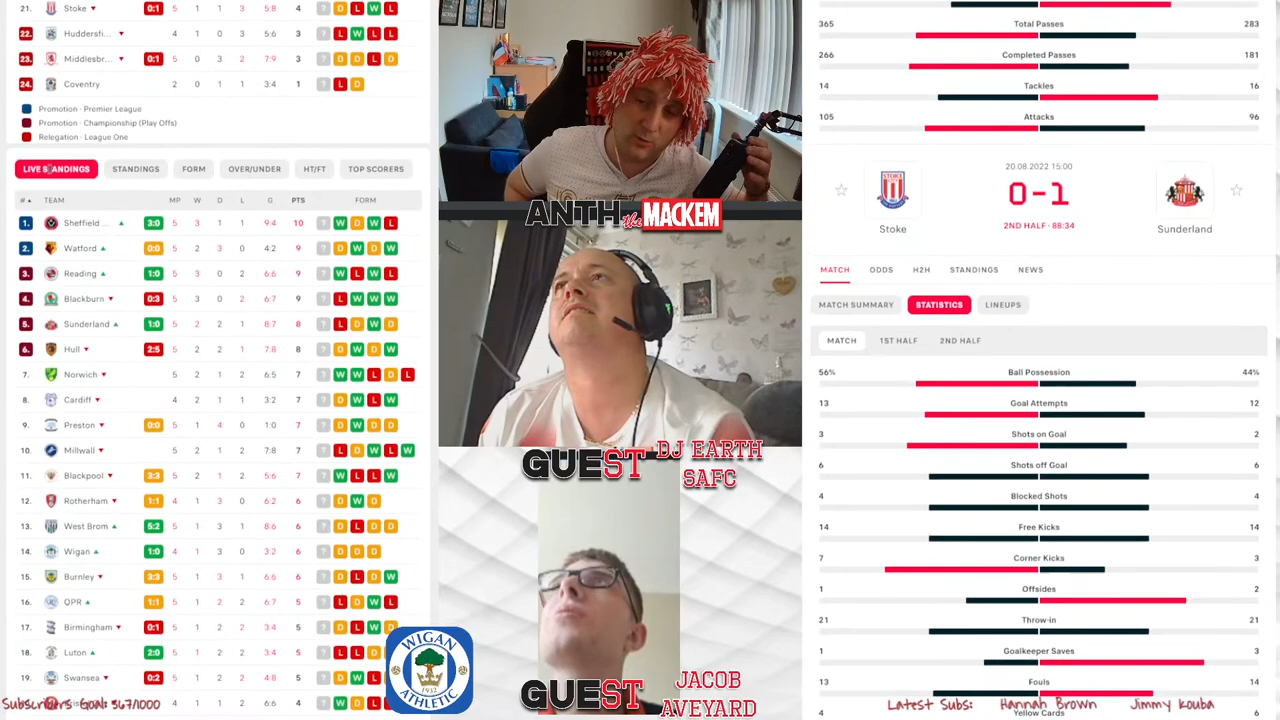 21. Stoke 0:1 5 1 1 3 5:8 4 ? L D L W L
22. Huddersfi... 4 1 0 3 5:6 3 ? L W L L
23. Middlesbr... 0:1 5 0 3 2 7:9 3 ? D D L D
24. Coventry 2 0 1 1 3:4 1 ? L D
Promotion - Premier League
Promotion - Championship (Play Offs)
Relegation - League One
LIVE STANDINGS STANDINGS FORM OVER/UNDER HT/FT TOP SCORERS
# TEAM MP W D L G PTS FORM
1. Sheffield ... 3:0 5 3 1 1 9:4 10 ? W D W L
2. Watford 0:0 5 2 3 0 4:2 9 ? D W D W
3. Reading 1:0 5 3 0 2 6:6 9 ? W L W L
4. Blackburn 0:3 5 3 0 2 6:7 9 ? L W W W
5. Sunderland 1:0 5 2 2 1 8:7 8 ? L D W D
6. Hull 2:5 5 2 2 1 7:8 8 ? D W D W
7. Norwich 5 2 1 2 6:5 7 ? W W L D L
8. Cardiff 4 2 1 1 3:2 7 ? D W L W
9. Preston 0:0 5 1 4 0 1:0 7 ? W D D D
10. Millwall 5 2 1 2 7:8 7 ? L D W L W
11. Blackpool 3:3 5 2 1 2 6:6 7 ? W L L W
12. Rotherham 1:1 4 1 3 0 6:2 6 ? D W D
13. West Brom 5:2 5 1 3 1 8:6 6 ? D L D D
14. Wigan 1:0 4 1 3 0 3:2 6 ? D D D
15. Burnley 3:3 5 1 3 1 6:6 6 ? D L D W
16. QPR 1:1 5 1 2 2 6:7 5 ? L D W L
17. Birmingham 0:1 5 1 2 2 3:4 5 ? D L W D
18. Luton 2:0 5 1 2 2 3:4 5 ? L L D D
19. Swansea 0:2 5 1 2 2 4:8 5 ? D W L D
Subscribers Goal: 567/1000
WIGAN
ATHLETIC
1932
ANTH the MACKEM
GUEST
DJ EARTH
SAFC
GUEST
JACOB
AVEYARD
365 Total Passes 283
266 Completed Passes 181
14 Tackles 16
105 Attacks 96
20.08.2022 15:00
0-1
2ND HALF - 88:34
Stoke Sunderland
MATCH ODDS H2H STANDINGS NEWS
MATCH SUMMARY STATISTICS LINEUPS
MATCH 1ST HALF 2ND HALF
56% Ball Possession 44%
13 Goal Attempts 12
3 Shots on Goal 2
6 Shots off Goal 6
4 Blocked Shots 4
14 Free Kicks 14
7 Corner Kicks 3
1 Offsides 2
21 Throw-in 21
1 Goalkeeper Saves 3
13 Fouls 14
4 Yellow Cards 6
Latest Subs: Hannah Brown Jimmy Kouba